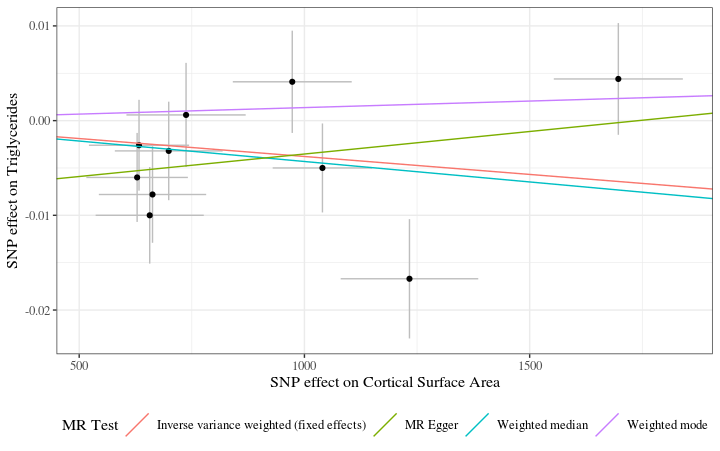 0.01
0.00
-0.01
-0.02
SNP effect on Triglycerides
500
1000
1500
SNP effect on Cortical Surface Area
MR Test
Inverse variance weighted (fixed effects)
MR Egger
Weighted median
Weighted mode